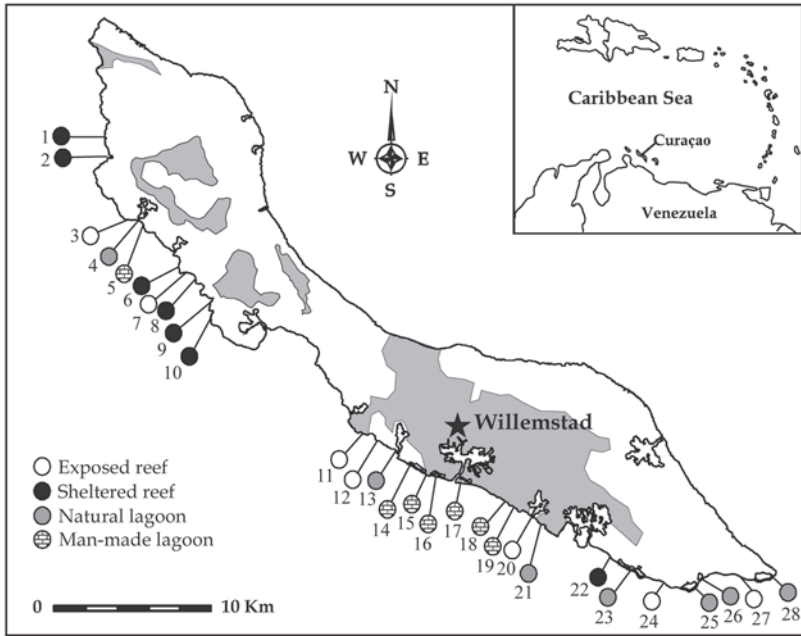 Caribbean Sea
Curaçao
Venezuela
N
W E
S
1
2
3
4
5
6
7
8
9
10
Willemstad
11
12
13
14
15
16
17
18
19
20
21
22
23
24
25
26
27
28
Exposed reef
Sheltered reef
Natural lagoon
Man-made lagoon
0 10 Km